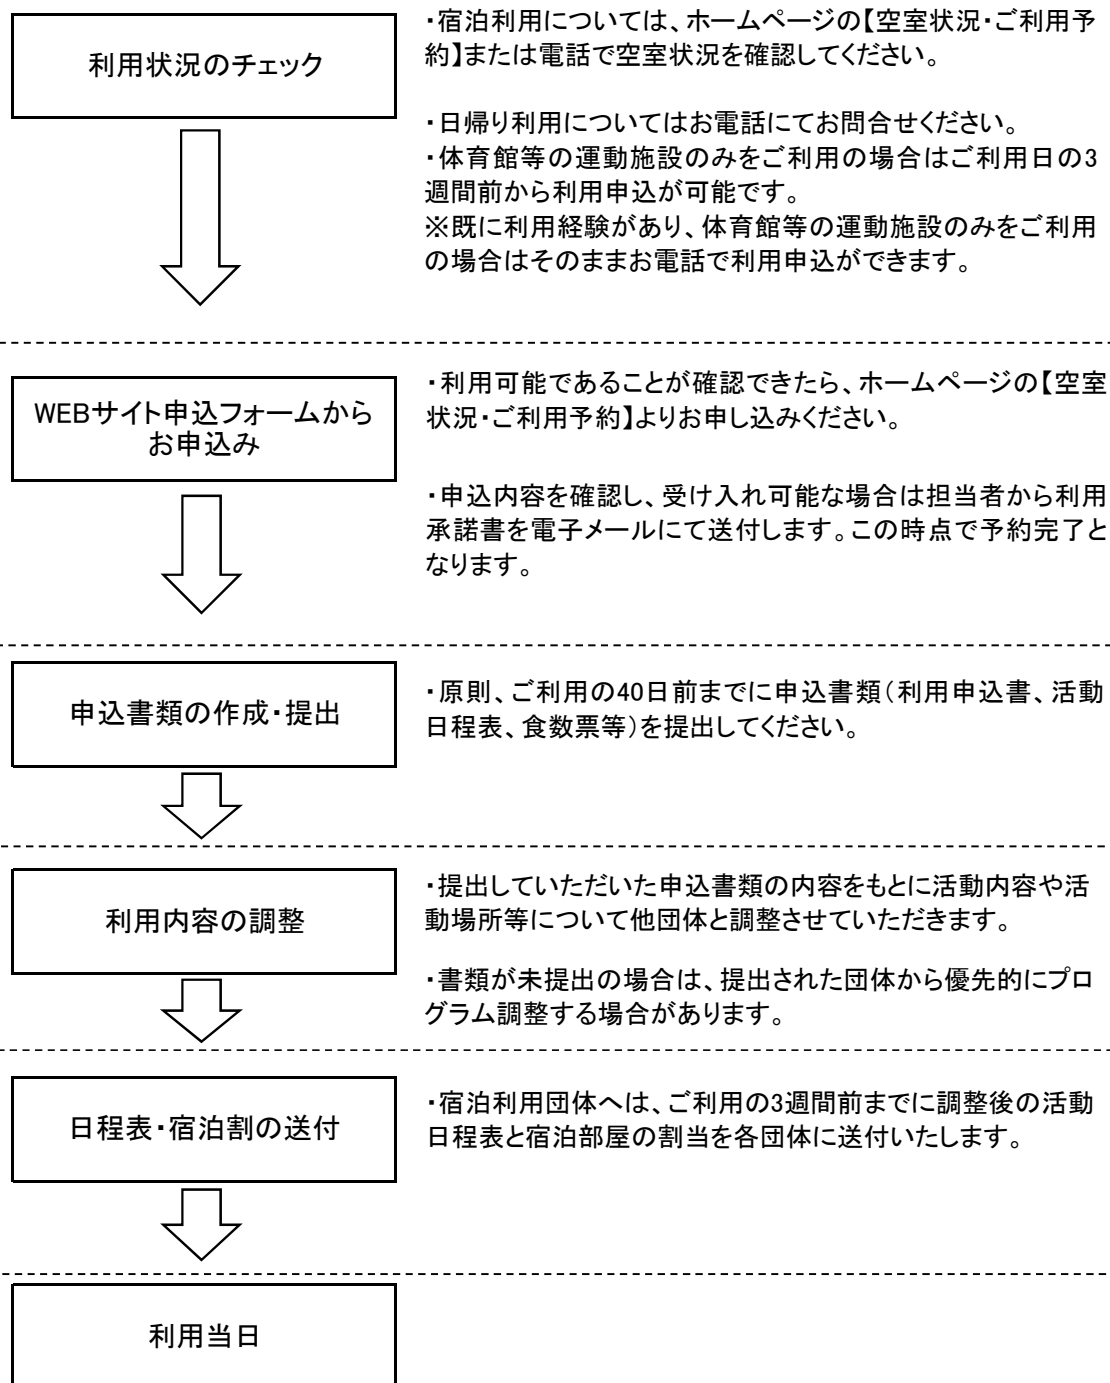 利用状況のチェック
・宿泊利用については、ホームページの【空室状況・ご利用予
約】または電話で空室状況を確認してください。
・日帰り利用についてはお電話にてお問合せください。
・体育館等の運動施設のみをご利用の場合はご利用日の3
週間前から利用申込が可能です。
※既に利用経験があり、体育館等の運動施設のみをご利用
の場合はそのままお電話で利用申込ができます。
WEBサイト申込フォームから
お申込み
・利用可能であることが確認できたら、ホームページの【空室
状況・ご利用予約】よりお申し込みください。
・申込内容を確認し、受け入れ可能な場合は担当者から利用
承諾書を電子メールにて送付します。この時点で予約完了と
なります。
申込書類の作成・提出
・原則、ご利用の40日前までに申込書類(利用申込書、活動
日程表、食数票等)を提出してください。
利用内容の調整
・提出していただいた申込書類の内容をもとに活動内容や活
動場所等について他団体と調整させていただきます。
・書類が未提出の場合は、提出された団体から優先的にプロ
グラム調整する場合があります。
日程表・宿泊割の送付
・宿泊利用団体へは、ご利用の3週間前までに調整後の活動
日程表と宿泊部屋の割当を各団体に送付いたします。
利用当日